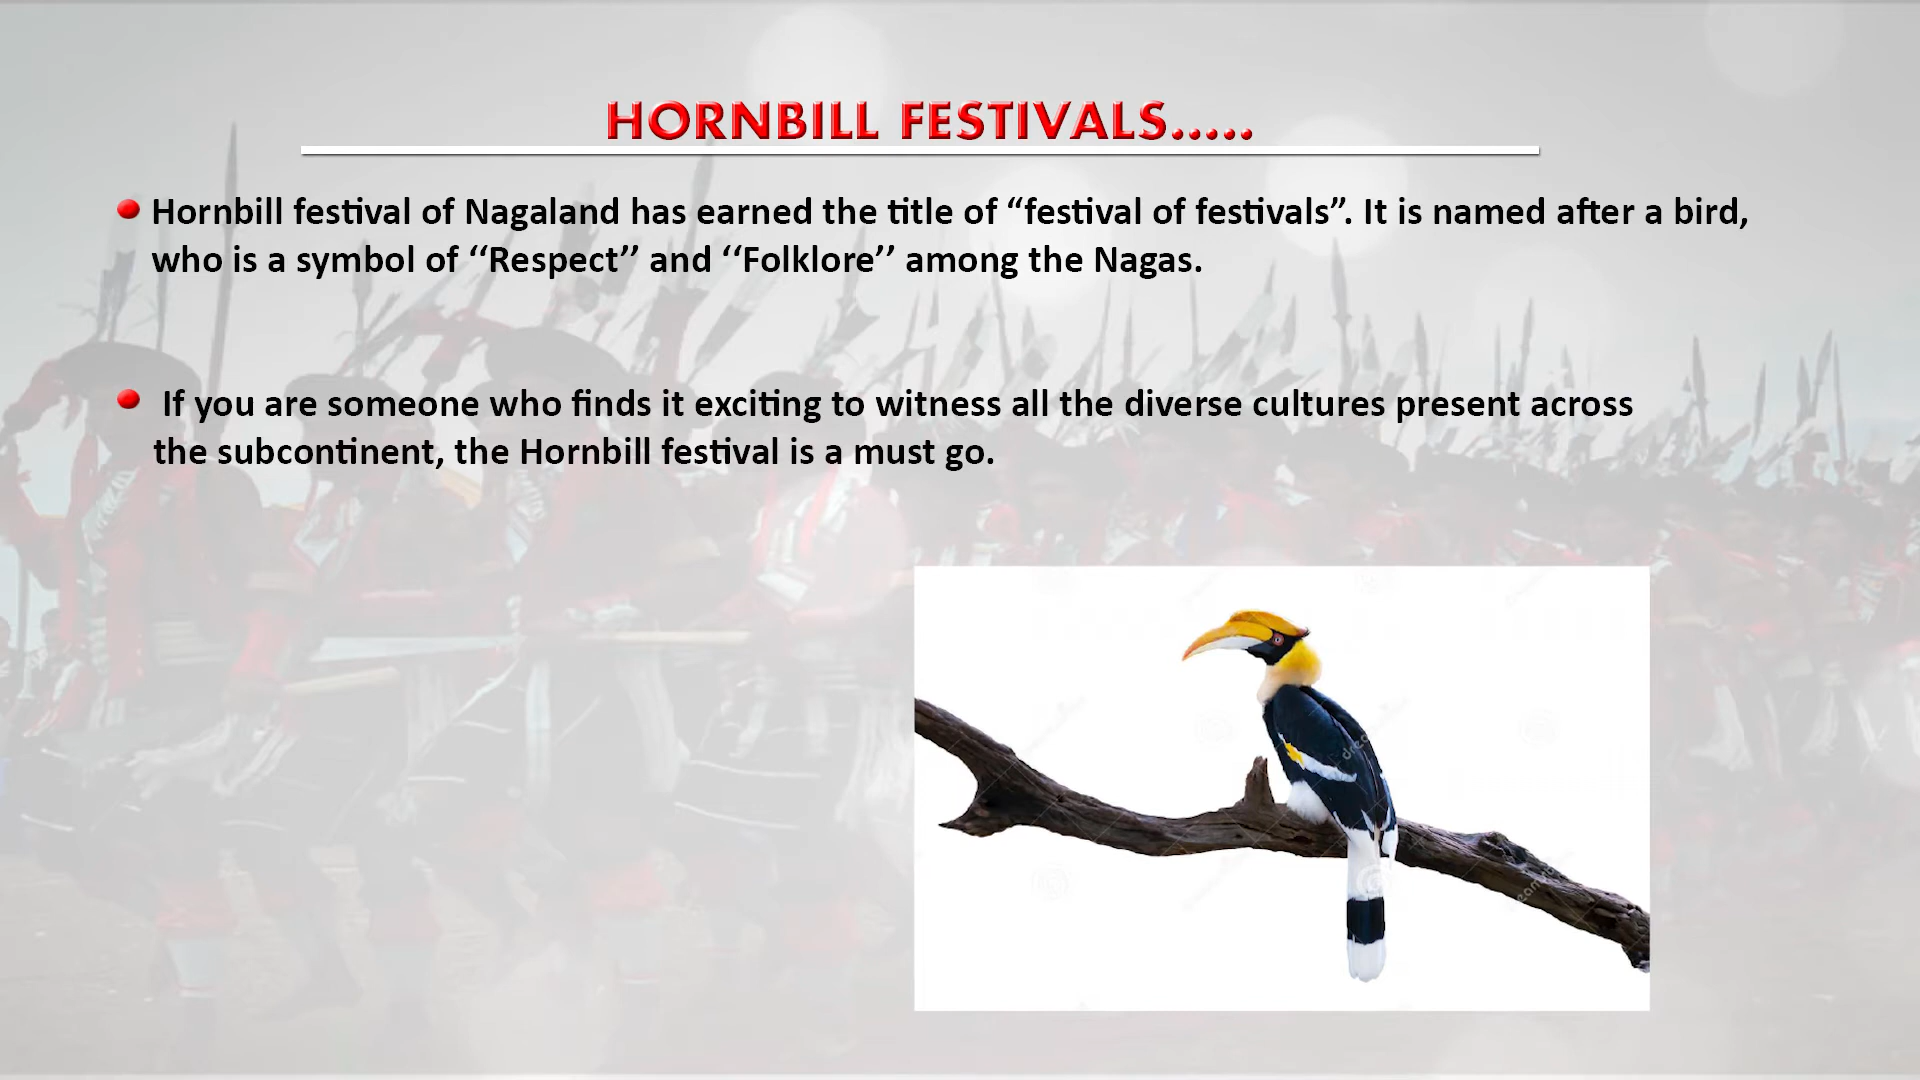 HORNBILL FESTIVALS.....
Hornbill festival of Nagaland has earned the title of “festival of festivals”. It is named after a bird,
who is a symbol of ‘‘Respect’’ and ‘‘Folklore’’ among the Nagas.
If you are someone who finds it exciting to witness all the diverse cultures present across
the subcontinent, the Hornbill festival is a must go.